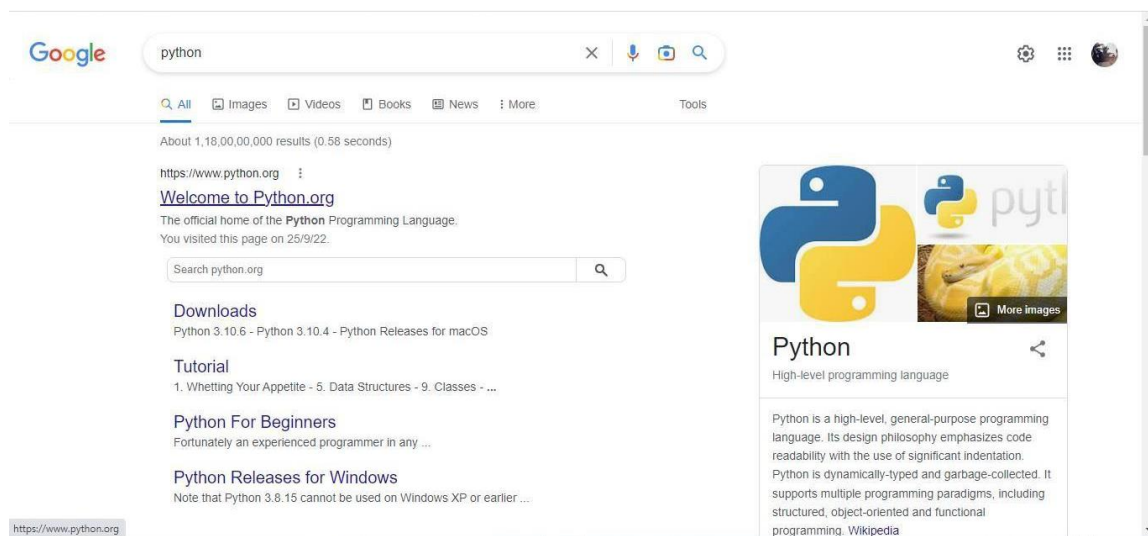 Google
python
All Images Videos Books News More Tools
About 1,18,00,00,000 results (0.58 seconds)
https://www.python.org
Welcome to Python.org
The official home of the Python Programming Language.
You visited this page on 25/9/22.
Search python.org
Downloads
Python 3.10.6 - Python 3.10.4 - Python Releases for macOS
Tutorial
1. Whetting Your Appetite - 5. Data Structures - 9. Classes - ...
Python For Beginners
Fortunately an experienced programmer in any ...
Python Releases for Windows
Note that Python 3.8.15 cannot be used on Windows XP or earlier ...
pyth
More images
Python
High-level programming language
Python is a high-level, general-purpose programming
language. Its design philosophy emphasizes code
readability with the use of significant indentation.
Python is dynamically-typed and garbage-collected. It
supports multiple programming paradigms, including
structured, object-oriented and functional
programming. Wikipedia
https://www.python.org